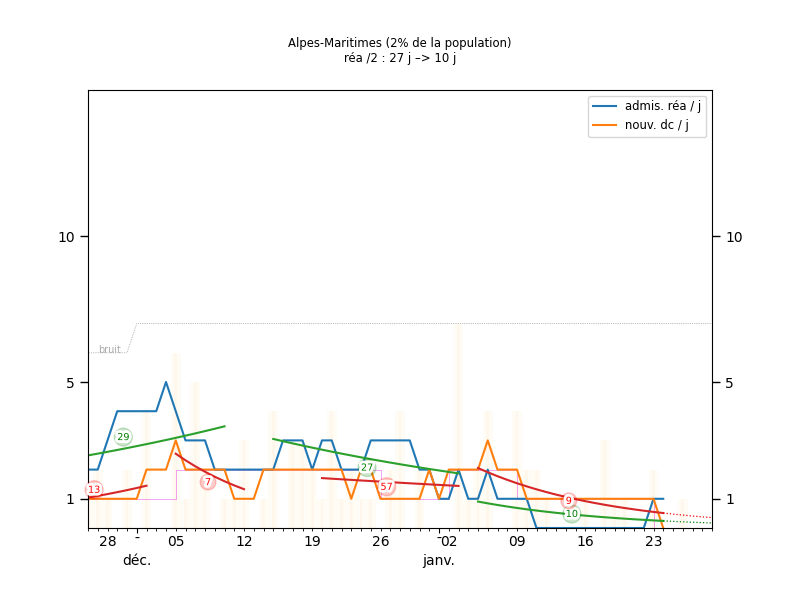 Alpes-Maritimes (2% de la population)
réa /2 : 27 j –> 10 j
admis. réa / j
nouv. dc / j
10 10
bruit
5 5
29
27
13
7
57
9
10
1 1
28 - 05 12 19 26 02 09 16 23
déc. janv.